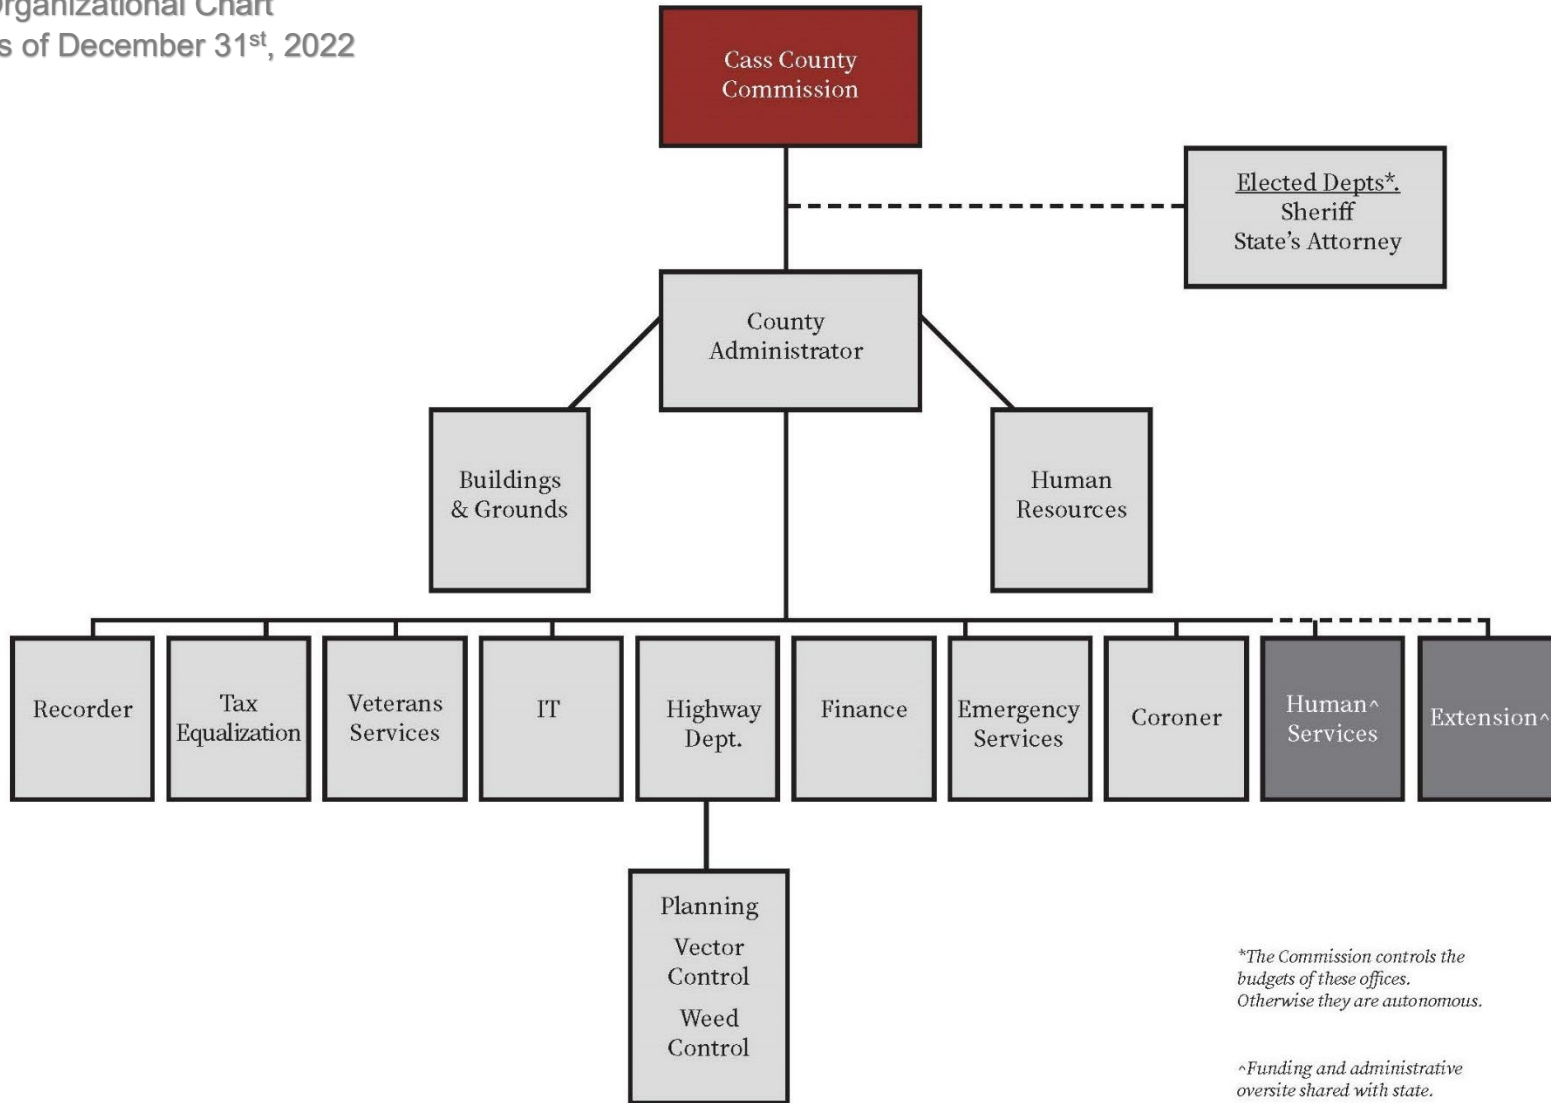 Organizational Chart
s of December 31st, 2022
Cass County
Commission
Elected Depts*.
Sheriff
State's Attorney
County
Administrator
Buildings
& Grounds
Human
Resources
Recorder
Tax
Equalization
Veterans
Services
IT
Highway
Dept.
Finance
Emergency
Services
Coroner
Human^
Services
Extension^
Planning
Vector
Control
Weed
Control
*The Commission controls the
budgets of these offices.
Otherwise they are autonomous.
^Funding and administrative
oversite shared with state.